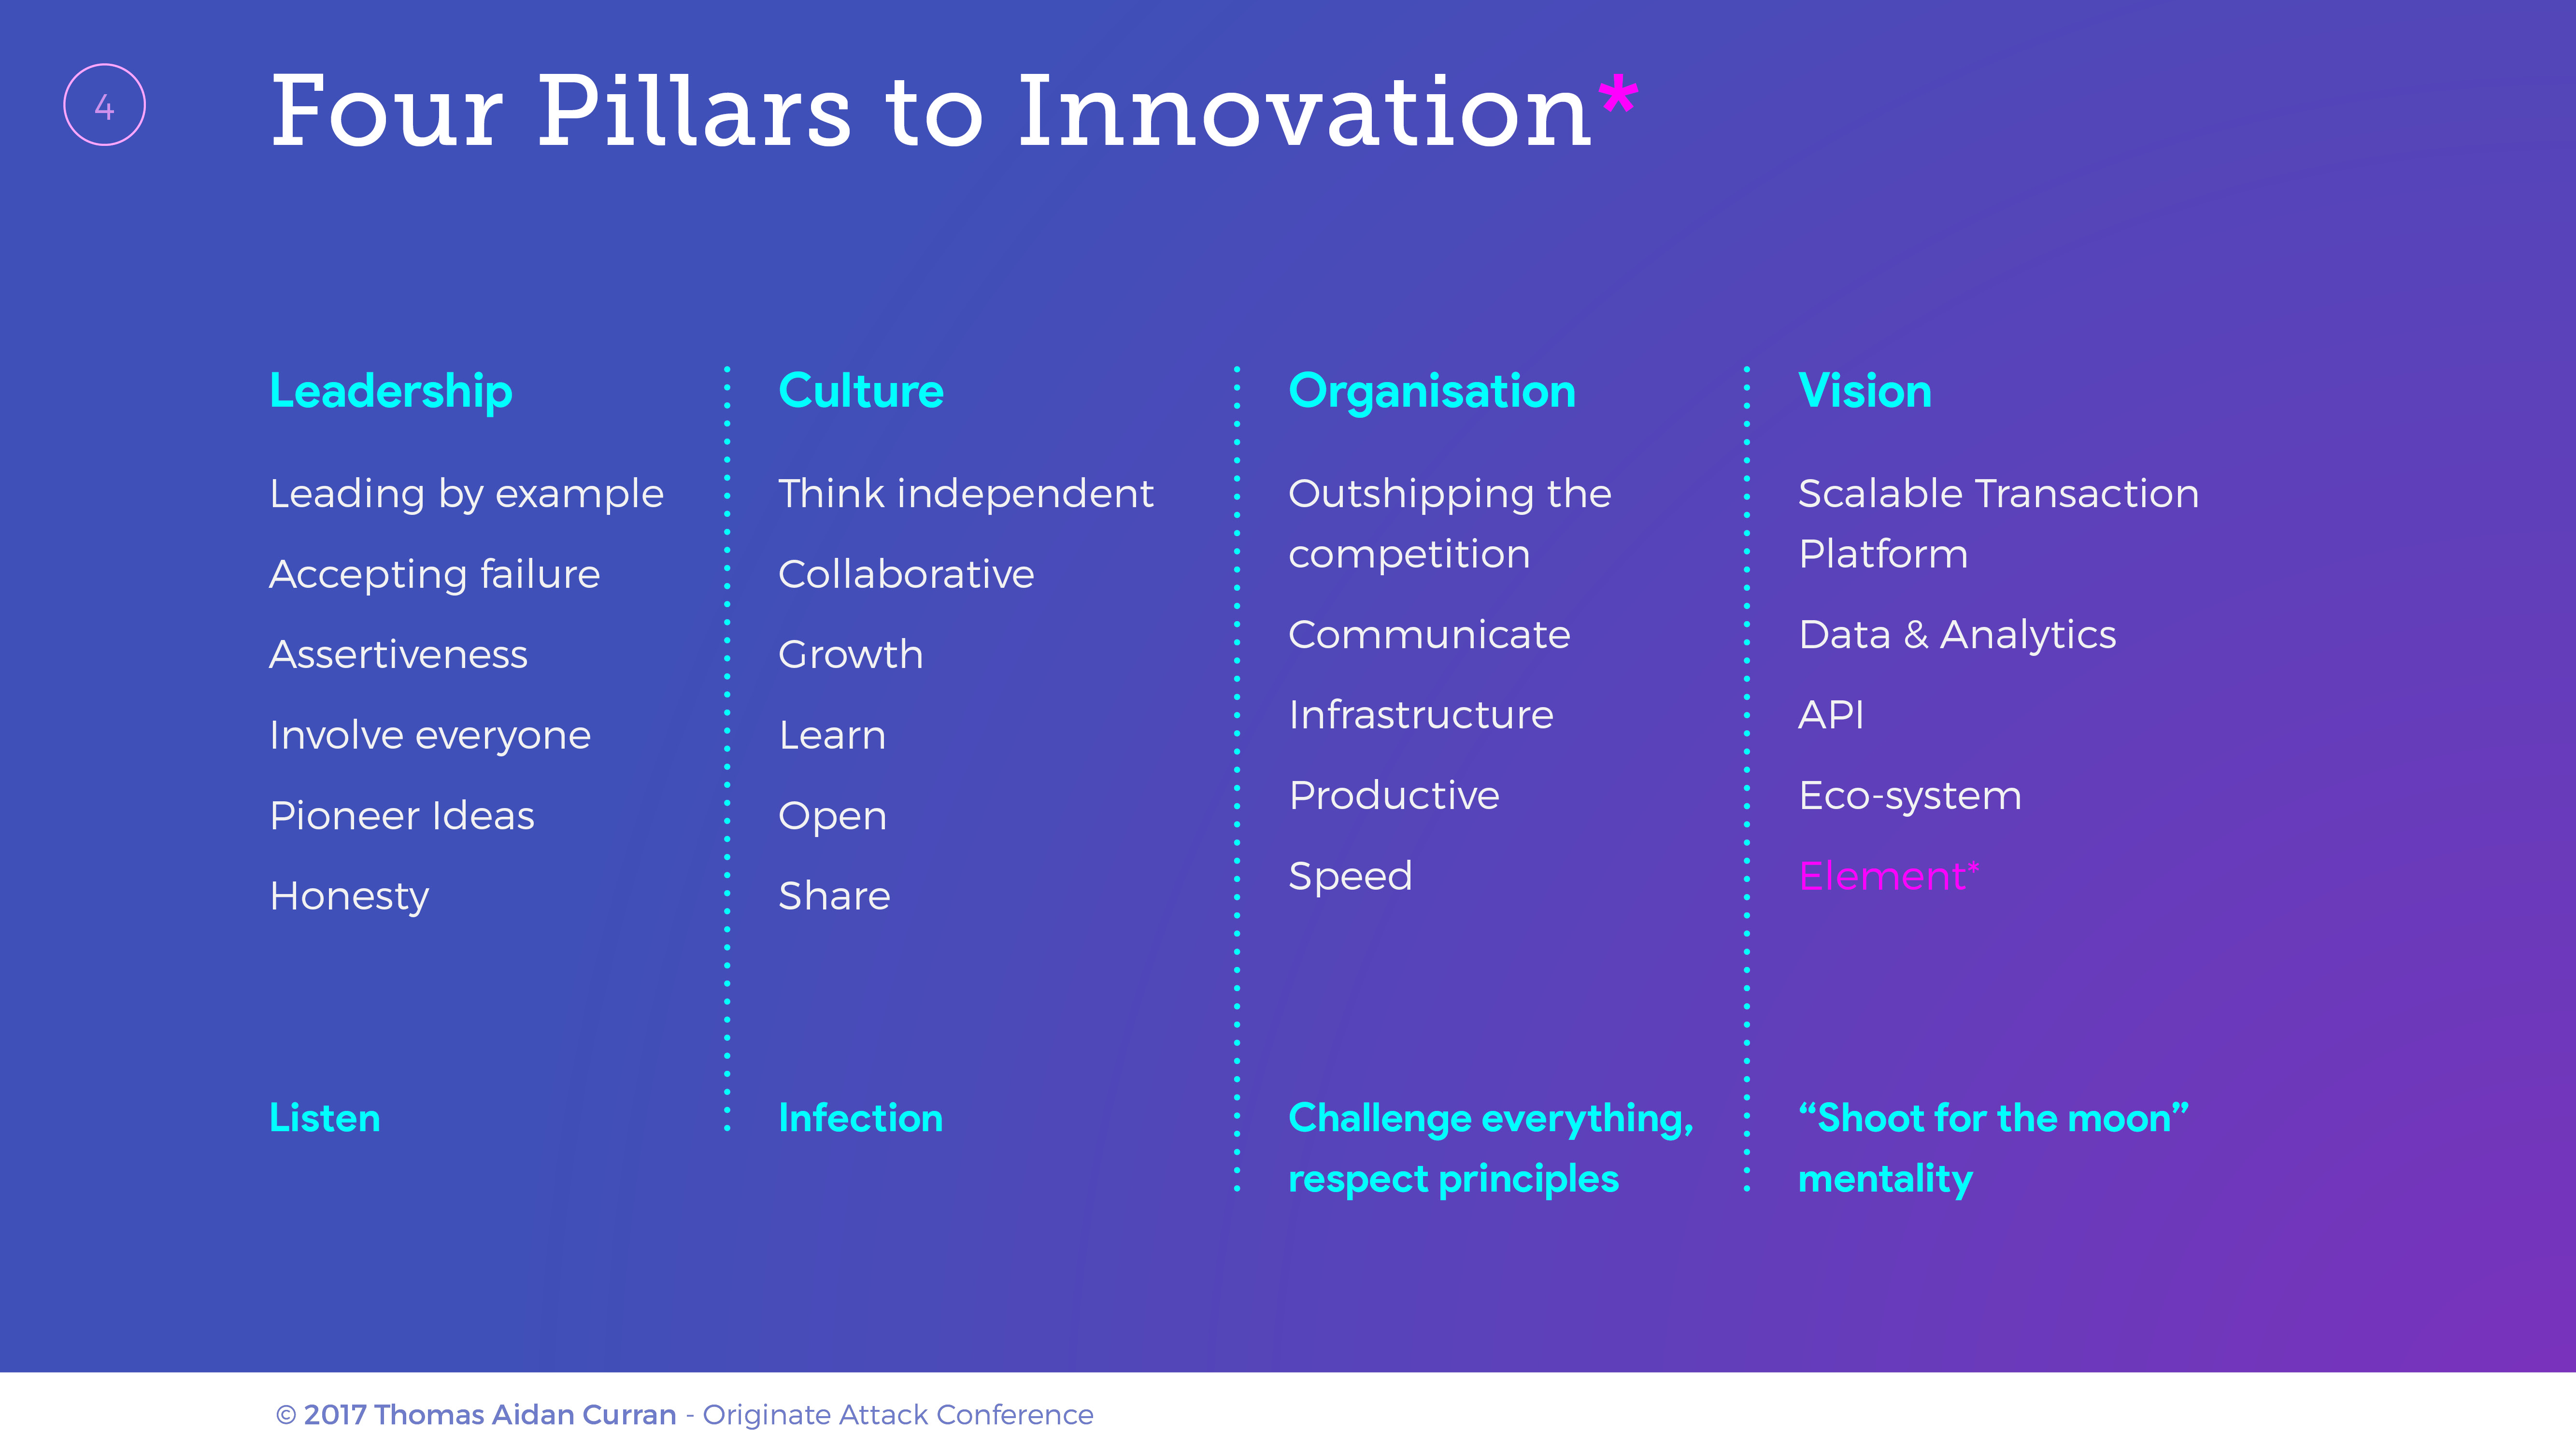 4
Four Pillars to Innovation*
Leadership
Leading by example
Accepting failure
Assertiveness
Involve everyone
Pioneer Ideas
Honesty
Listen
Culture
Think independent
Collaborative
Growth
Learn
Open
Share
Infection
Organisation
Outshipping the
competition
Communicate
Infrastructure
Productive
Speed
Challenge everything,
respect principles
Vision
Scalable Transaction
Platform
Data & Analytics
API
Eco-system
Element*
“Shoot for the moon”
mentality
© 2017 Thomas Aidan Curran - Originate Attack Conference